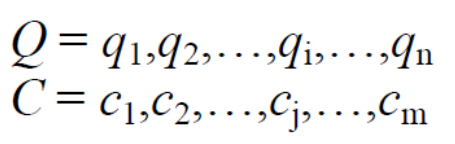 Q = q₁,q₂,…,qᵢ,…,qₙ
C = c₁,c₂,…,cⱼ,…,cₘ